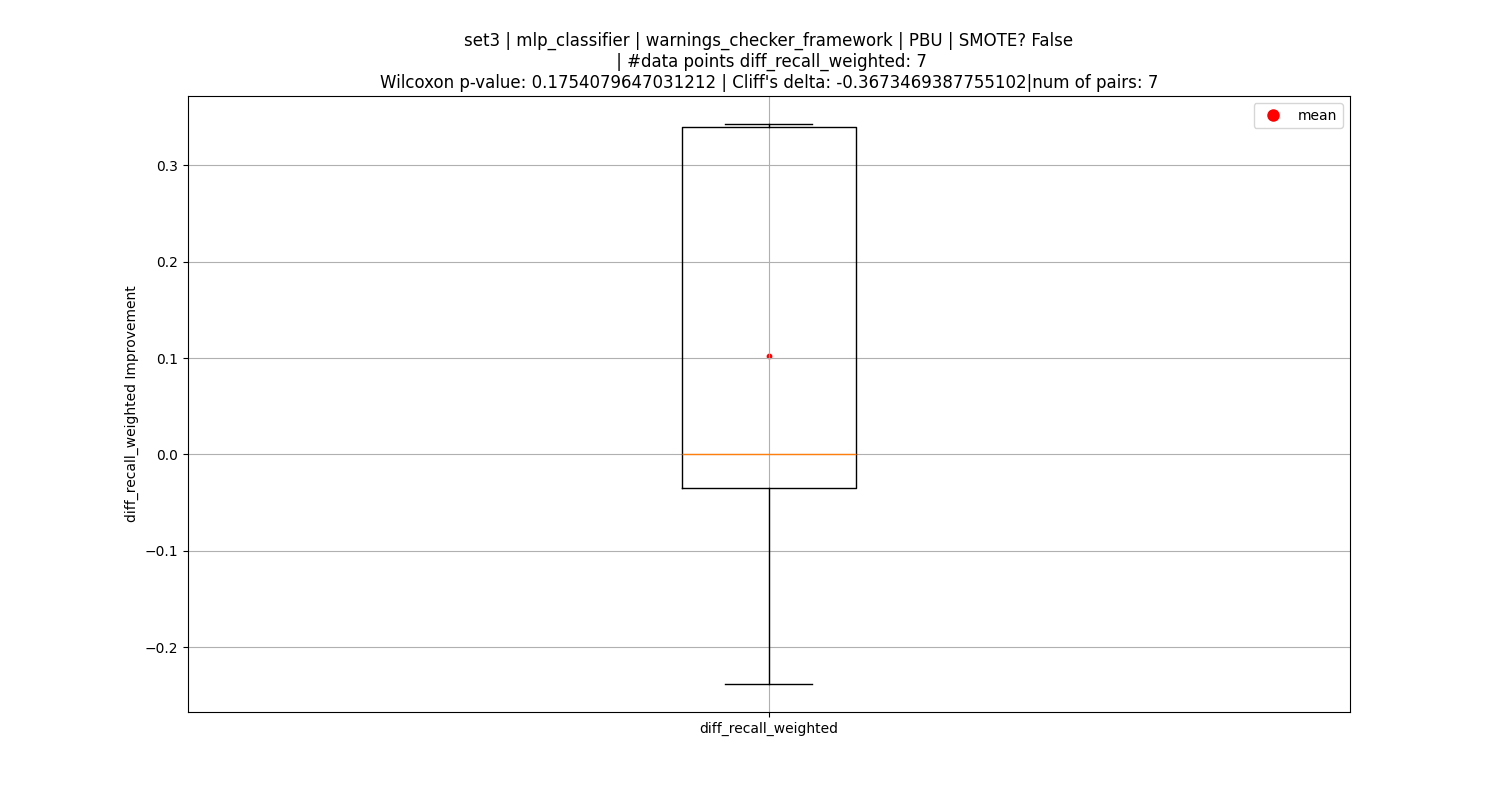 set3 | mlp_classifier | warnings_checker_framework | PBU | SMOTE? False
| #data points diff_recall_weighted: 7
Wilcoxon p-value: 0.1754079647031212 | Cliff's delta: -0.3673469387755102|num of pairs: 7
mean
0.3
0.2
0.1
0.0
−0.1
−0.2
diff_recall_weighted Improvement
diff_recall_weighted